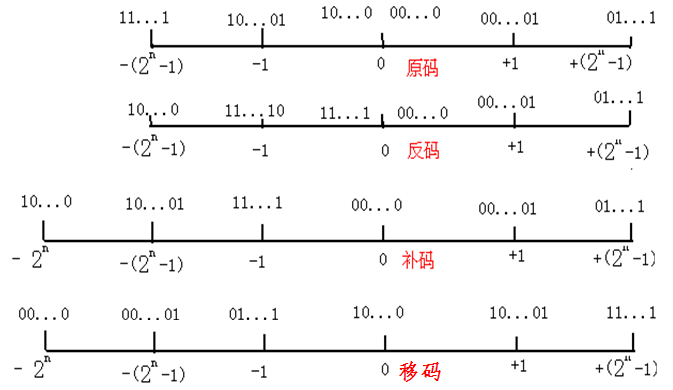 11...1 10...01 10...0 00...0 00...01 01...1
-(2ⁿ-1) -1 0 原码 +1 +(2ⁿ-1)
10...0 11...10 11...1 00...0 00...01 01...1
-(2ⁿ-1) -1 0 反码 +1 +(2ⁿ-1)
10...0 10...01 11...1 00...0 00...01 01...1
- 2ⁿ -(2ⁿ-1) -1 0 补码 +1 +(2ⁿ-1)
00...0 00...01 01...1 10...0 10...01 11...1
- 2ⁿ -(2ⁿ-1) -1 0 移码 +1 +(2ⁿ-1)